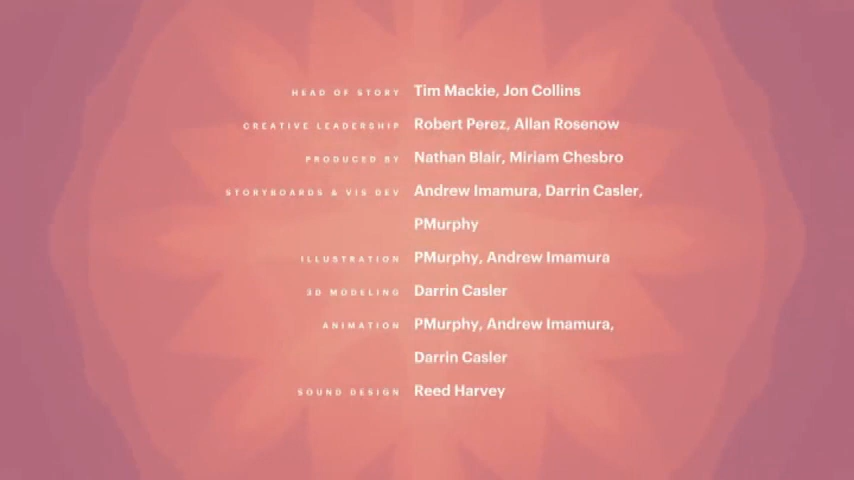 HEAD OF STORY Tim Mackie, Jon Collins
CREATIVE LEADERSHIP Robert Perez, Allan Rosenow
PRODUCED BY Nathan Blair, Miriam Chesbro
STORYBOARDS & VIS DEV Andrew Imamura, Darrin Casler,
PMurphy
ILLUSTRATION PMurphy, Andrew Imamura
3D MODELING Darrin Casler
ANIMATION PMurphy, Andrew Imamura,
Darrin Casler
SOUND DESIGN Reed Harvey